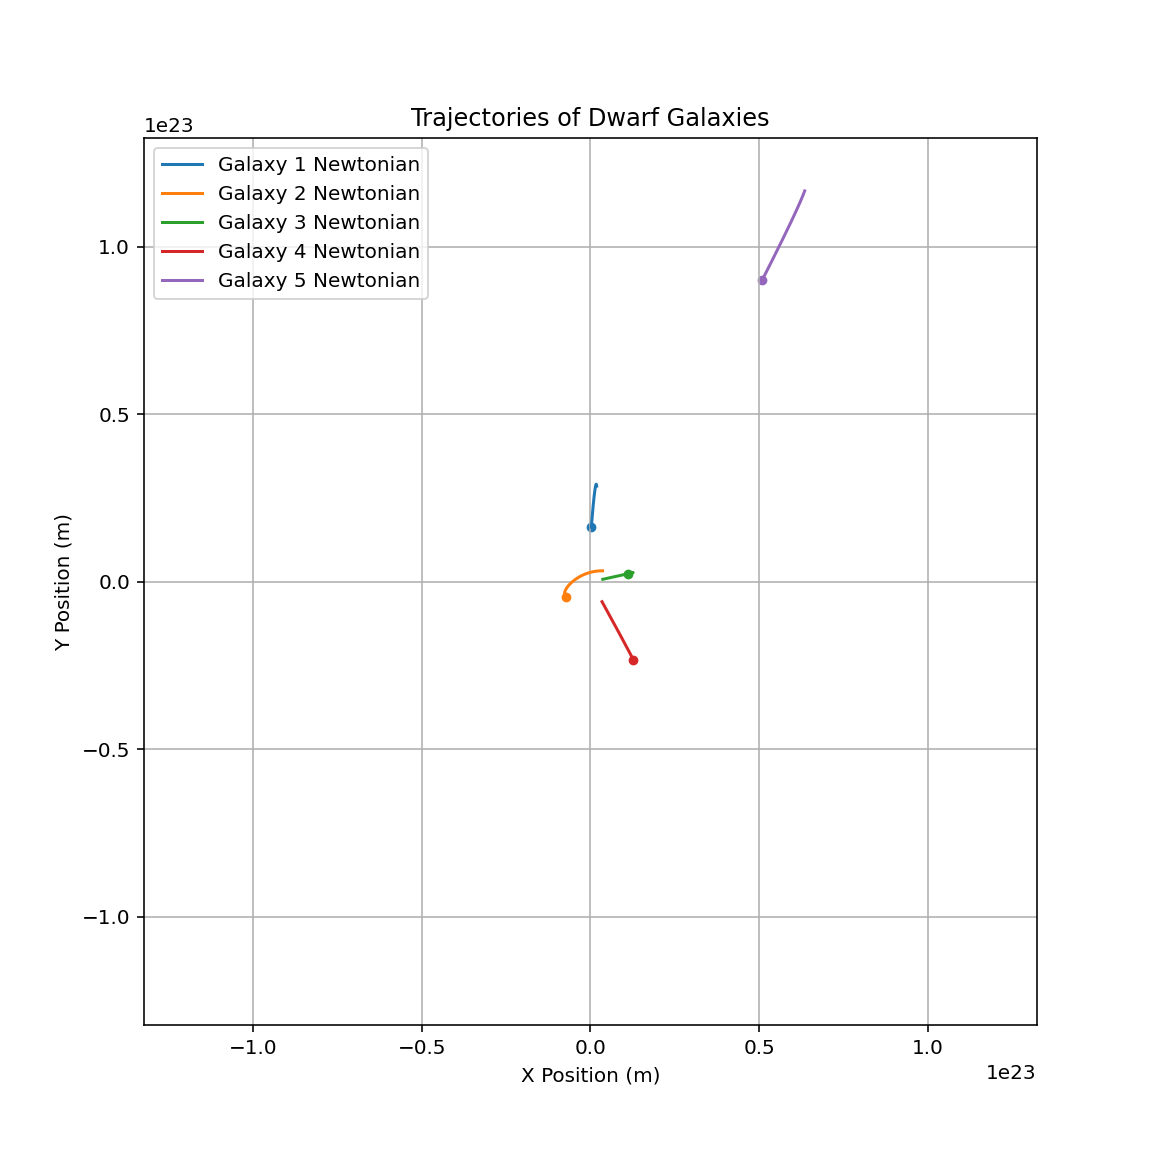 Trajectories of Dwarf Galaxies
1e23
Galaxy 1 Newtonian
Galaxy 2 Newtonian
Galaxy 3 Newtonian
Galaxy 4 Newtonian
Galaxy 5 Newtonian
1.0
0.5
0.0
−0.5
−1.0
Y Position (m)
−1.0 −0.5 0.0 0.5 1.0
1e23
X Position (m)